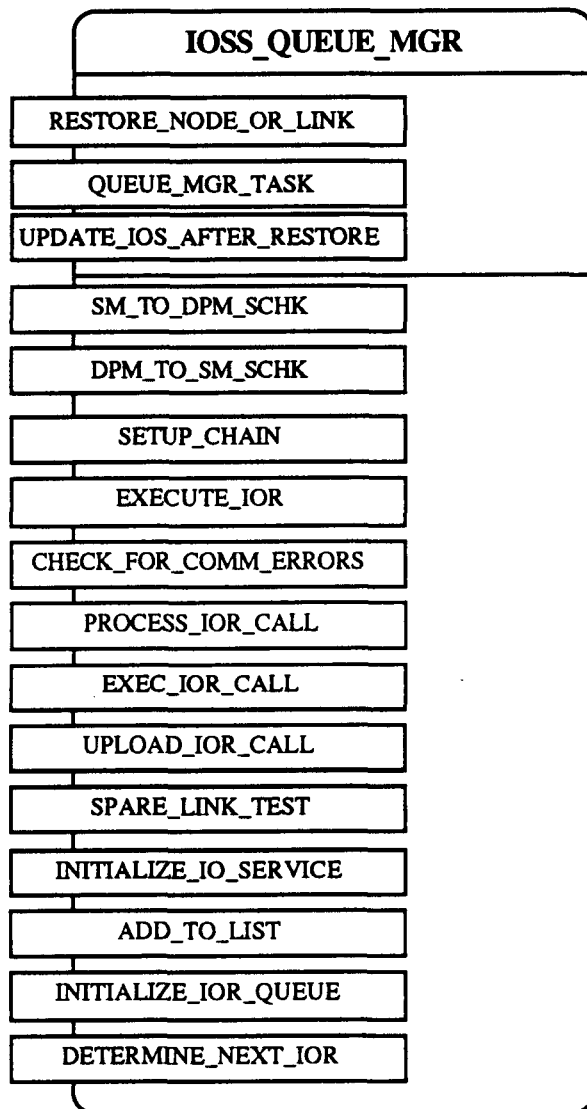 IOSS_QUEUE_MGR
RESTORE_NODE_OR_LINK
QUEUE_MGR_TASK
UPDATE_IOS_AFTER_RESTORE
SM_TO_DPM_SCHK
DPM_TO_SM_SCHK
SETUP_CHAIN
EXECUTE_IOR
CHECK_FOR_COMM_ERRORS
PROCESS_IOR_CALL
EXEC_IOR_CALL
UPLOAD_IOR_CALL
SPARE_LINK_TEST
INITIALIZE_IO_SERVICE
ADD_TO_LIST
INITIALIZE_IOR_QUEUE
DETERMINE_NEXT_IOR